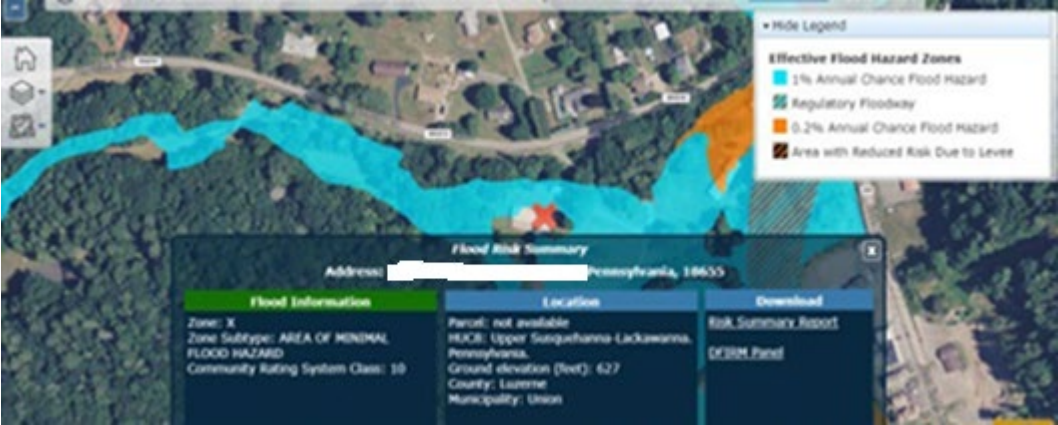 Hide Legend
Effective Flood Hazard Zones
1% Annual Chance Flood Hazard
Regulatory Floodway
0.2% Annual Chance Flood Hazard
Area with Reduced Risk Due to Levee
Flood Risk Summary
X
Address: Pennsylvania, 18655
Flood Information
Zone: X
Zone Subtype: AREA OF MINIMAL
FLOOD HAZARD
Community Rating System Class: 10
Location
Parcel: not available
HUC8: Upper Susquehanna-Lackawanna.
Pennsylvania.
Ground elevation (feet): 627
County: Luzerne
Municipality: Union
Download
Risk Summary Report
DFIRM Panel